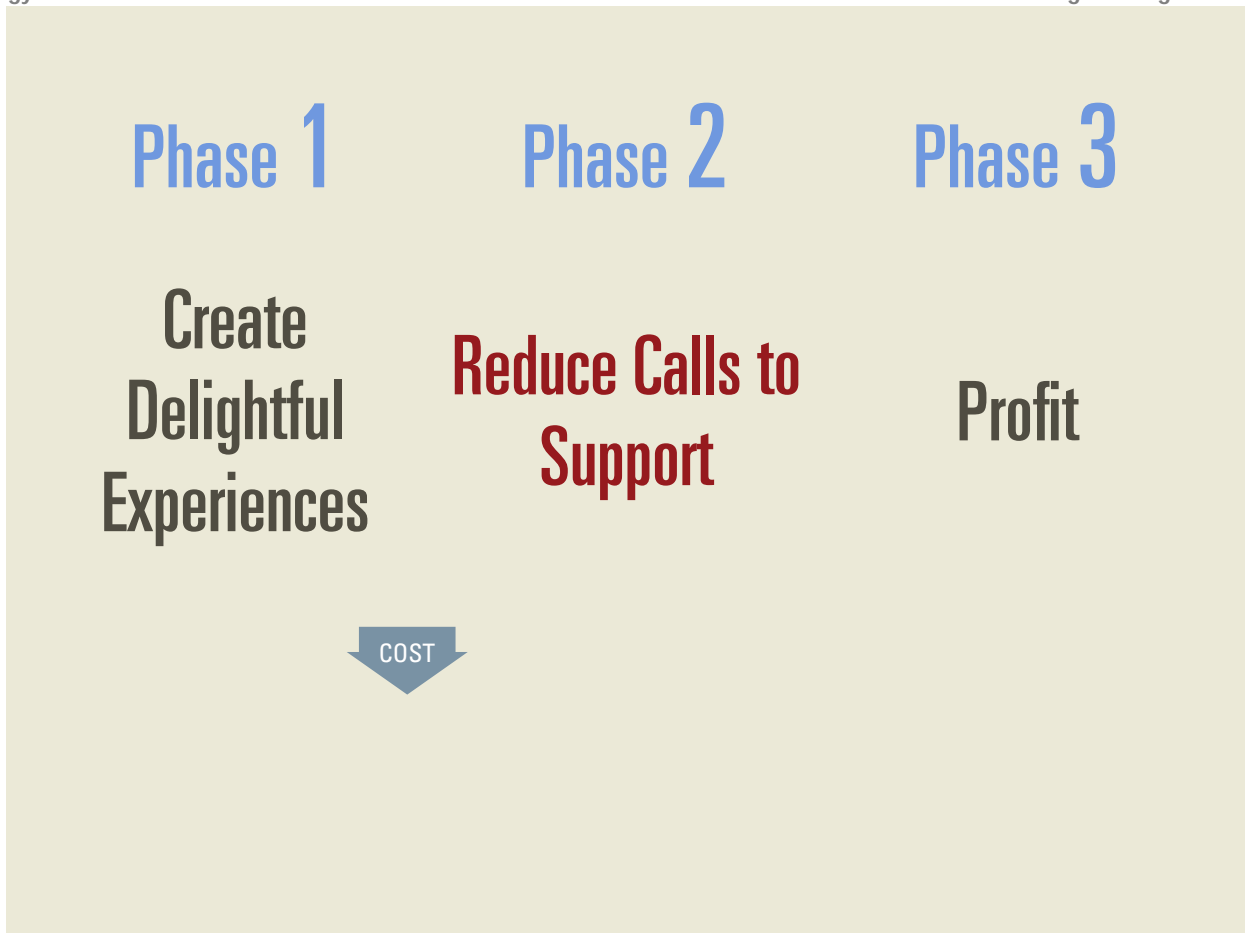 Phase 1
Phase 2
Phase 3
Create
Delightful
Experiences
Reduce Calls to
Support
Profit
COST